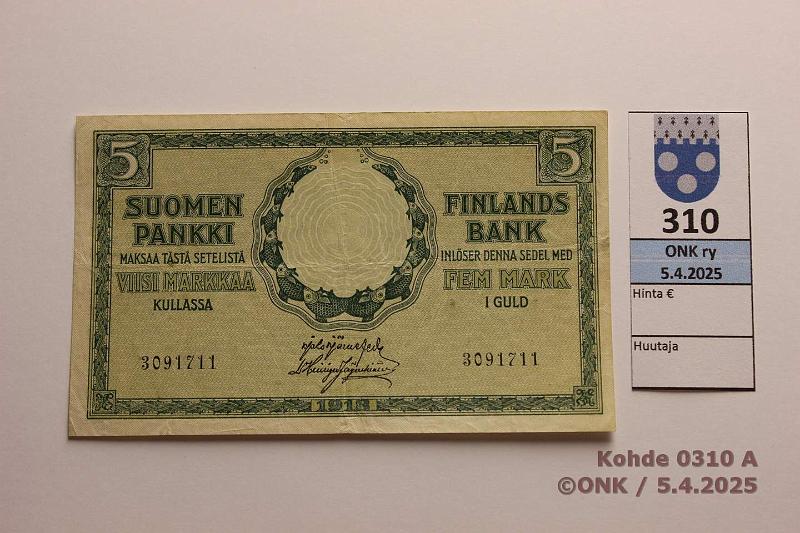 5
5
SUOMEN
PANKKI
MAKSAA TÄSTÄ SETELISTÄ
VIISI MARKKAA
KULLASSA
FINLANDS
BANK
INLÖSER DENNA SEDEL MED
FEM MARK
I GULD
3091711
3091711
310
ONK ry
5.4.2025
Hinta €
Huutaja
Kohde 0310 A
©ONK / 5.4.2025